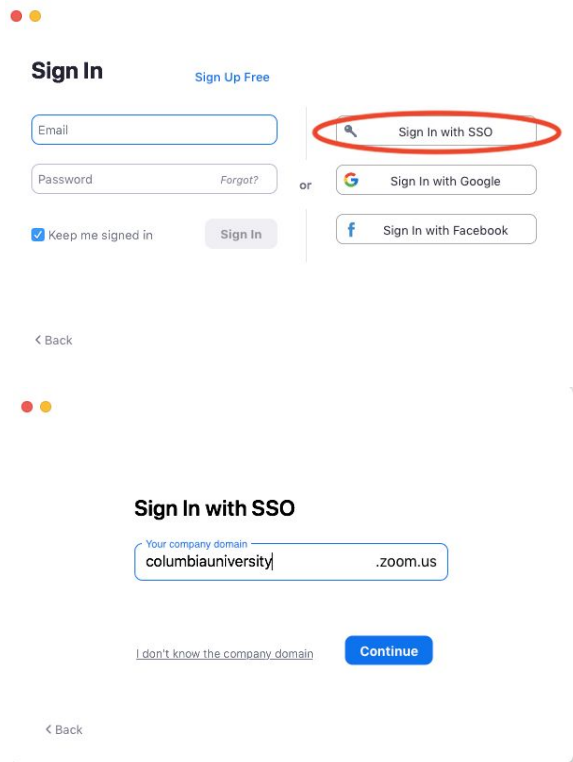 Sign In
Sign Up Free
Email
Password
Forgot?
Keep me signed in
Sign In
or
Sign In with SSO
Sign In with Google
Sign In with Facebook
< Back
Sign In with SSO
Your company domain
columbiauniversity .zoom.us
I don't know the company domain
Continue
< Back